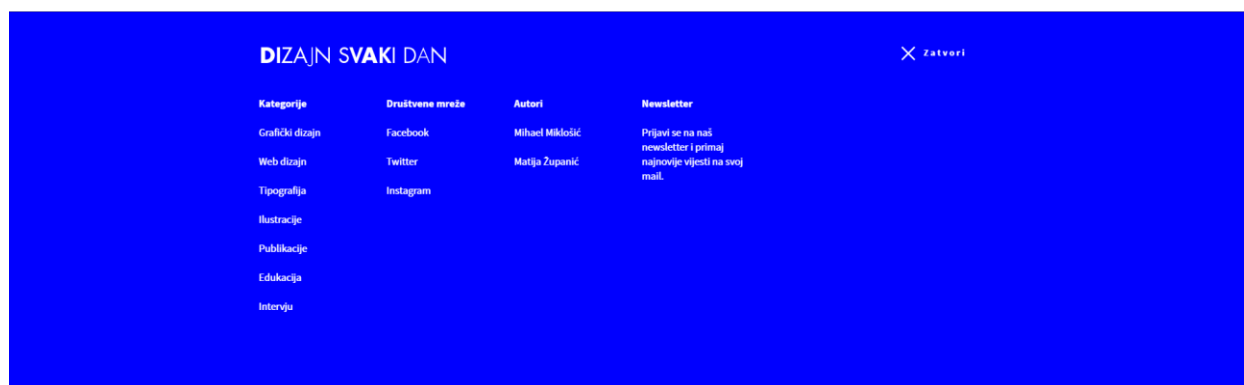 DIZAJN SVAKI DAN
Zatvori
Kategorije
Grafički dizajn
Web dizajn
Tipografija
Ilustracije
Publikacije
Edukacija
Intervju
Društvene mreže
Facebook
Twitter
Instagram
Autori
Mihael Miklošić
Matija Županić
Newsletter
Prijavi se na naš
newsletter i primaj
najnovije vijesti na svoj
mail.